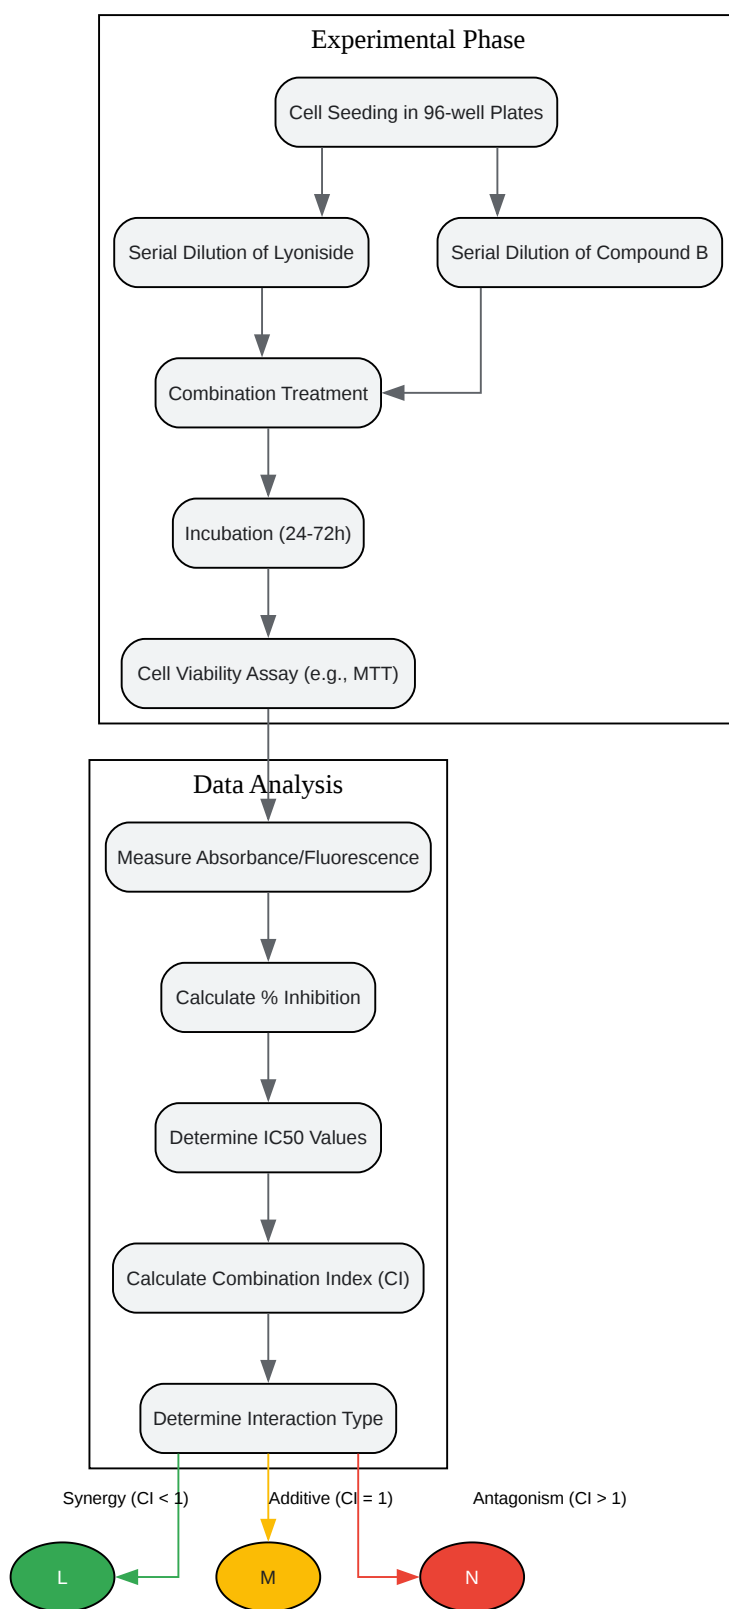 Experimental Phase
Cell Seeding in 96-well Plates
Serial Dilution of Lyoniside
Serial Dilution of Compound B
Combination Treatment
Incubation (24-72h)
Cell Viability Assay (e.g., MTT)
Data Analysis
Measure Absorbance/Fluorescence
Calculate % Inhibition
Determine IC50 Values
Calculate Combination Index (CI)
Determine Interaction Type
Synergy (CI < 1)
Additive (CI = 1)
Antagonism (CI > 1)
L
M
N